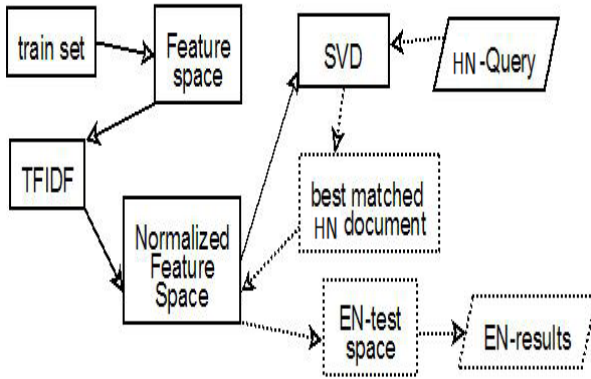 train set
Feature
space
SVD
HN-Query
TFIDF
best matched
HN document
Normalized
Feature
Space
EN-test
space
EN-results